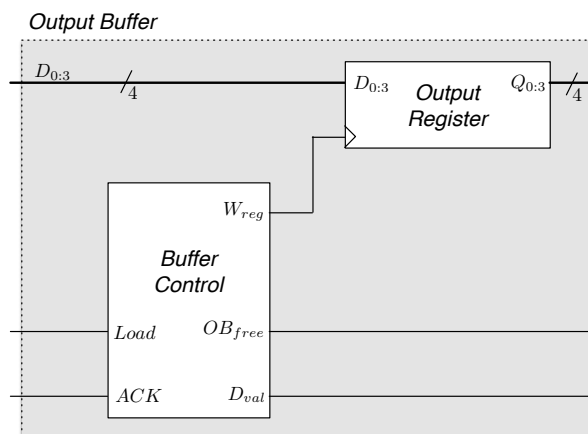 Output Buffer
D0:3
4
D0:3
Output
Register
Q0:3
4
Wreg
Buffer
Control
Load
OBfree
ACK
Dval